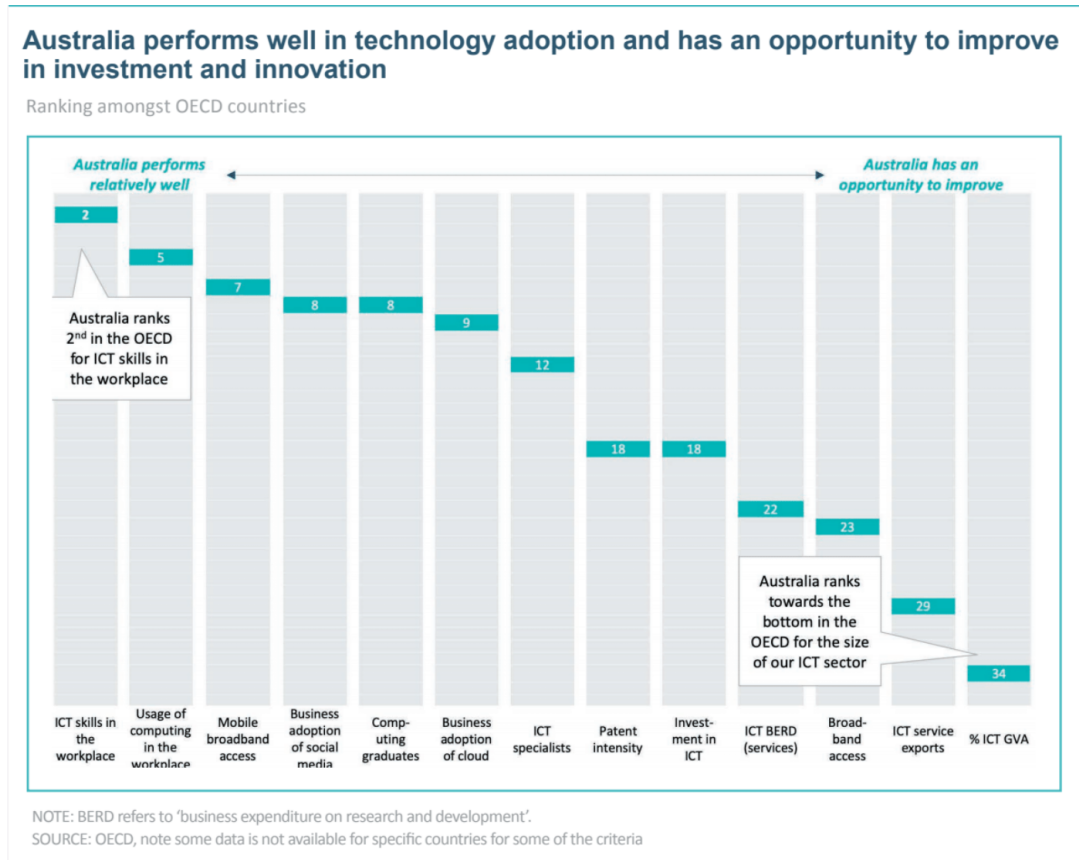 Australia performs well in technology adoption and has an opportunity to improve
in investment and innovation
Ranking amongst OECD countries
Australia performs
relatively well
Australia has an
opportunity to improve
2
5
7
8
8
9
12
18
18
22
23
29
34
Australia ranks
2nd in the OECD
for ICT skills in
the workplace
Australia ranks
towards the
bottom in the
OECD for the size
of our ICT sector
ICT skills in
the
workplace
Usage of
computing
in the
workplace
Mobile
broadband
access
Business
adoption
of social
media
Comp-
uting
graduates
Business
adoption
of cloud
ICT
specialists
Patent
intensity
Invest-
ment in
ICT
ICT BERD
(services)
Broad-
band
access
ICT service
exports
% ICT GVA
NOTE: BERD refers to ‘business expenditure on research and development’.
SOURCE: OECD, note some data is not available for specific countries for some of the criteria